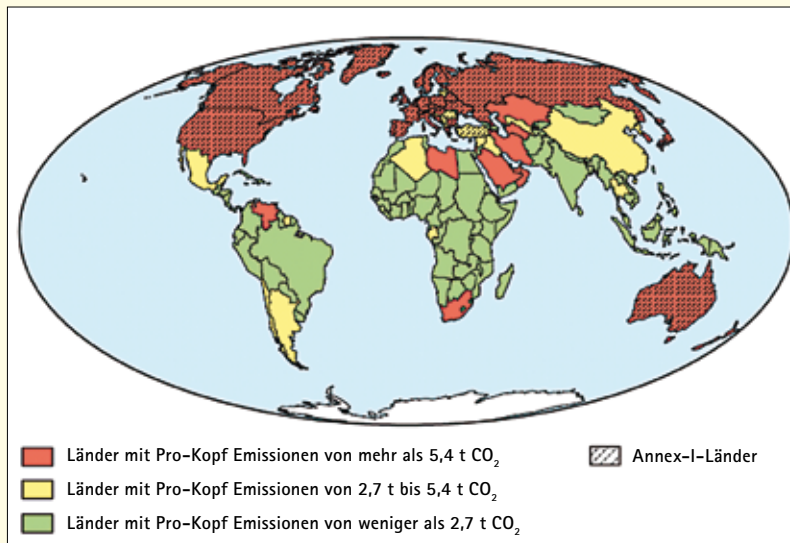 Länder mit Pro-Kopf Emissionen von mehr als 5,4 t CO₂
Annex-I-Länder
Länder mit Pro-Kopf Emissionen von 2,7 t bis 5,4 t CO₂
Länder mit Pro-Kopf Emissionen von weniger als 2,7 t CO₂